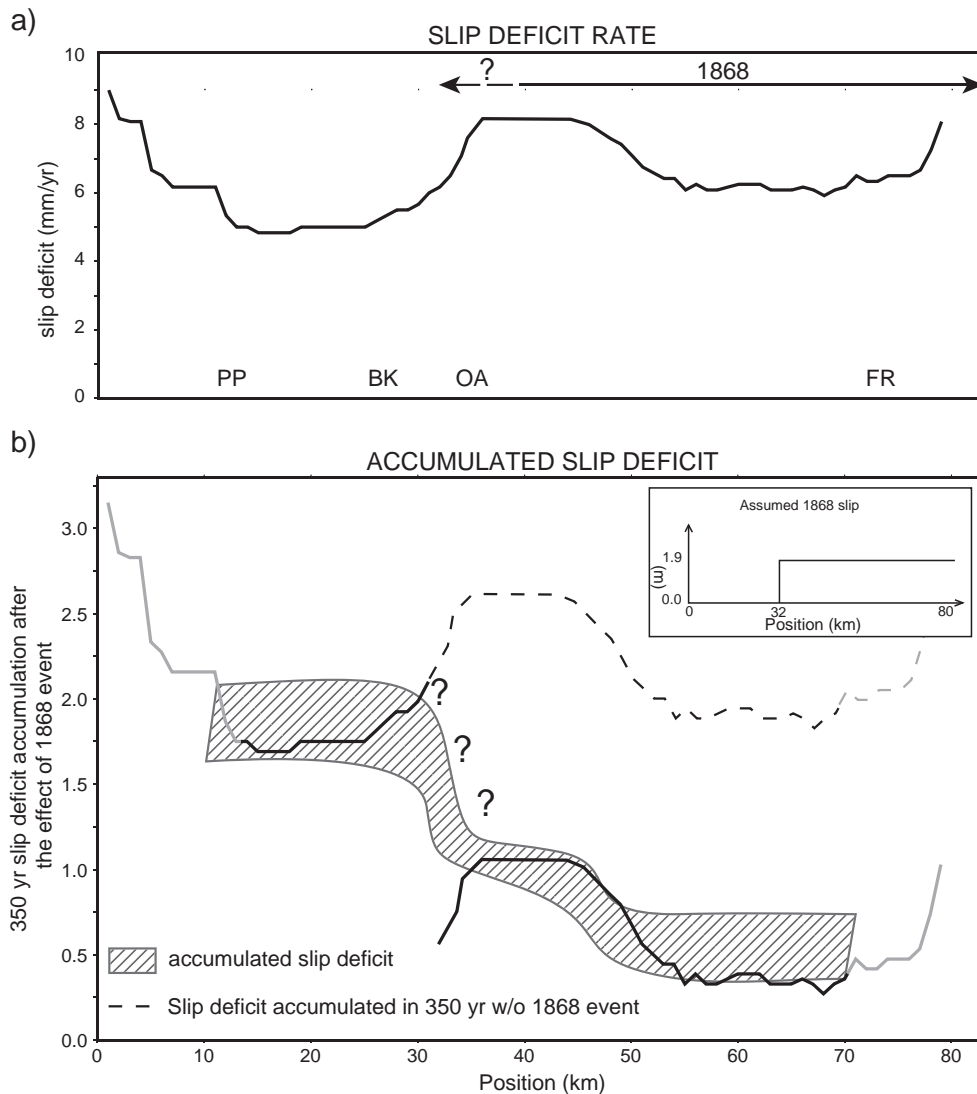 a)
SLIP DEFICIT RATE
10
8
6
4
2
0
slip deficit (mm/yr)
?
1868
PP
BK
OA
FR
b)
ACCUMULATED SLIP DEFICIT
3.0
2.5
2.0
1.5
1.0
0.5
0.0
350 yr slip deficit accumulation after
the effect of 1868 event
Assumed 1868 slip
1.9
(m)
0.0
0
32
80
Position (km)
?
?
?
accumulated slip deficit
Slip deficit accumulated in 350 yr w/o 1868 event
0
10
20
30
40
50
60
70
80
Position (km)